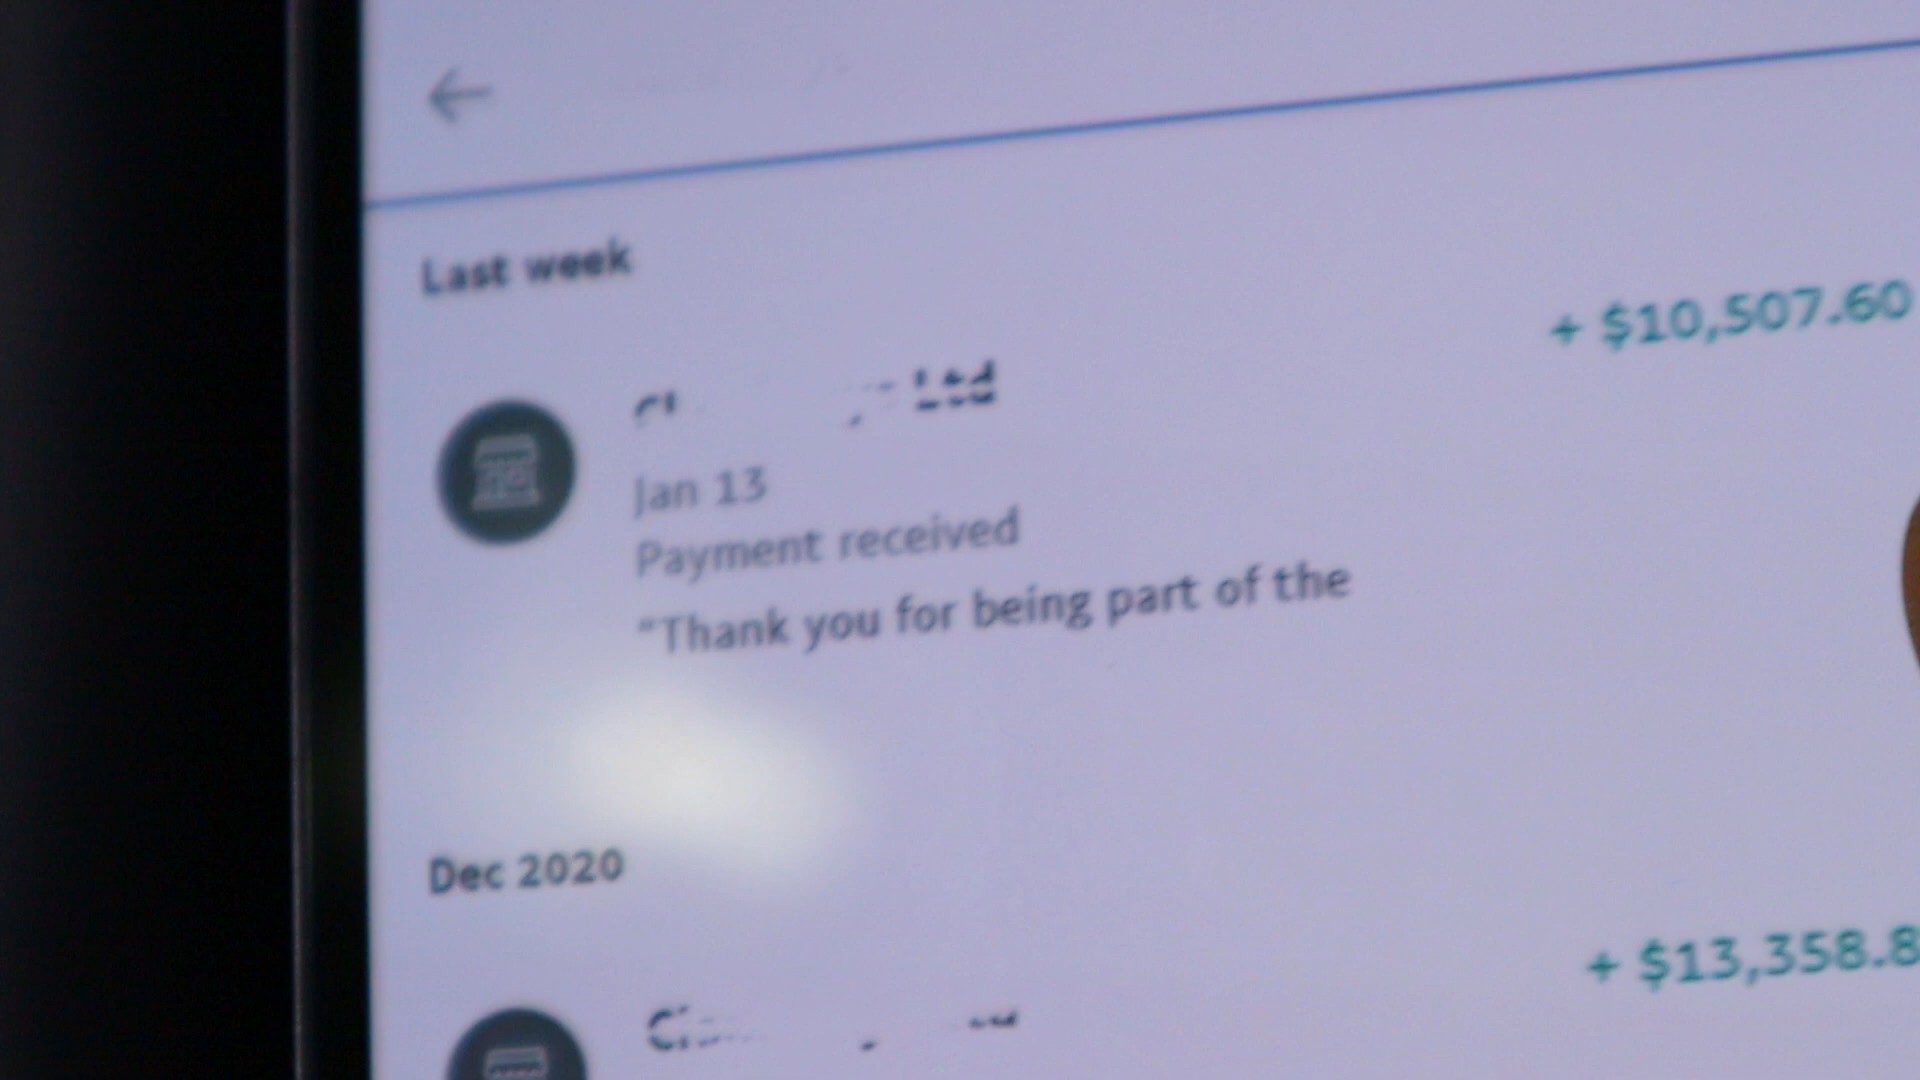 Last week
+ $10,507.60
Ltd
Jan 13
Payment received
“Thank you for being part of the
Dec 2020
+ $13,358.8